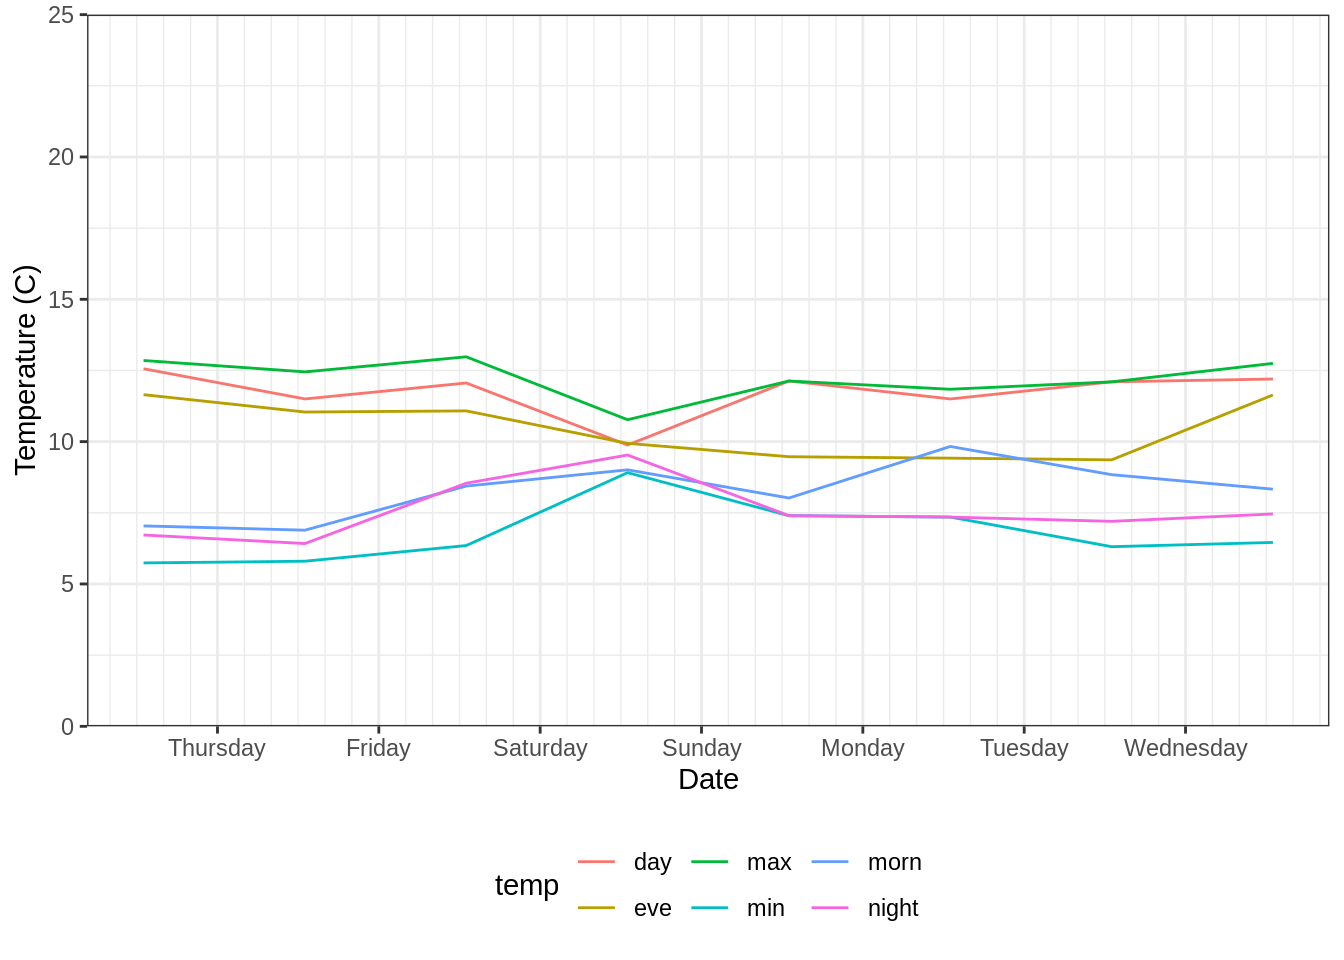 25
20
15
10
5
0
Temperature (C)
Thursday Friday Saturday Sunday Monday Tuesday Wednesday
Date
temp
day max morn
eve min night